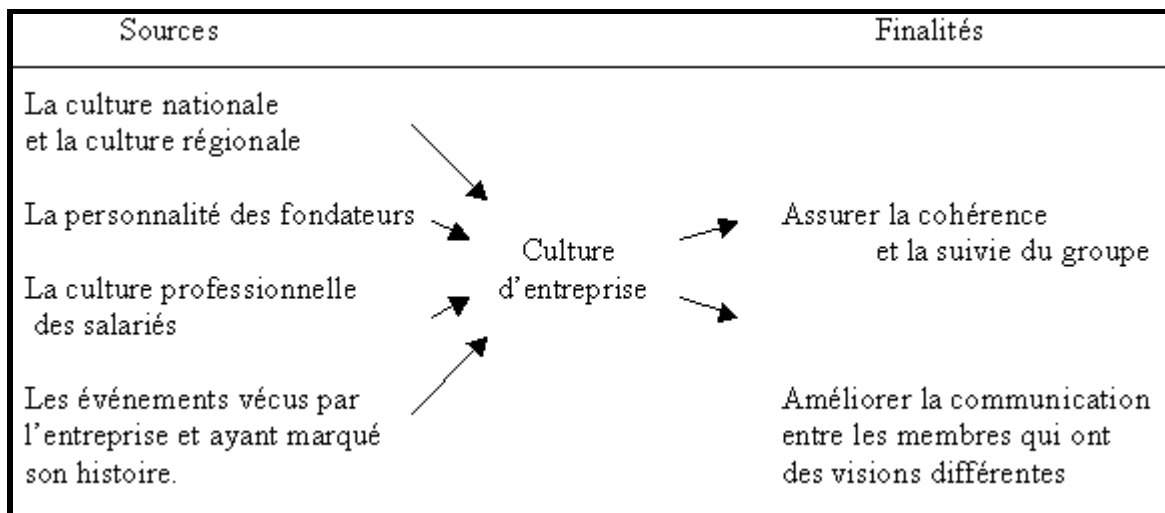 Sources
Finalités
La culture nationale
et la culture régionale
La personnalité des fondateurs
La culture professionnelle
des salariés
Les événements vécus par
l'entreprise et ayant marqué
son histoire.
Culture
d'entreprise
Assurer la cohérence
et la suivie du groupe
Améliorer la communication
entre les membres qui ont
des visions différentes